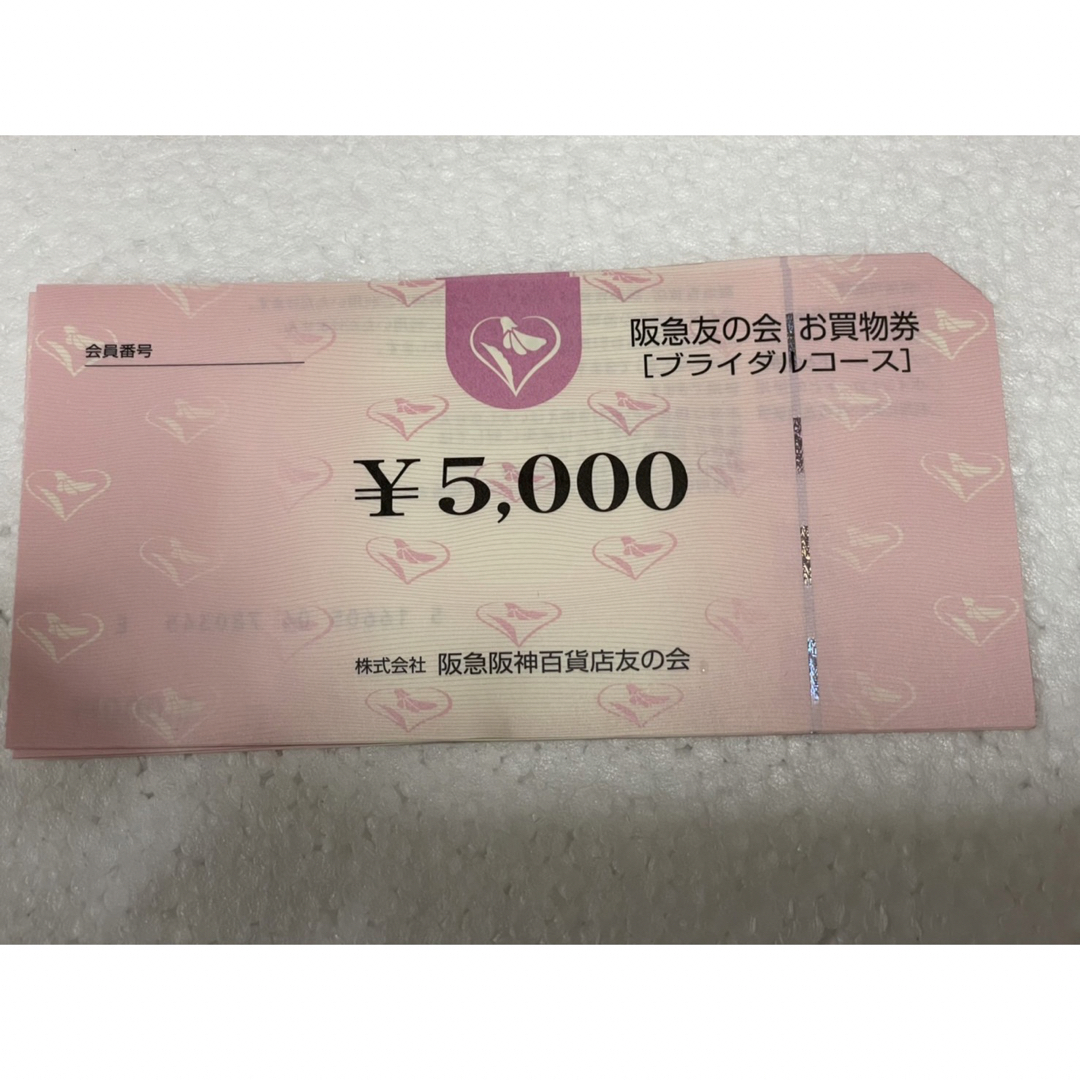 会員番号
阪急友の会 お買物券
[ブライダルコース]
¥5,000
株式会社 阪急阪神百貨店友の会